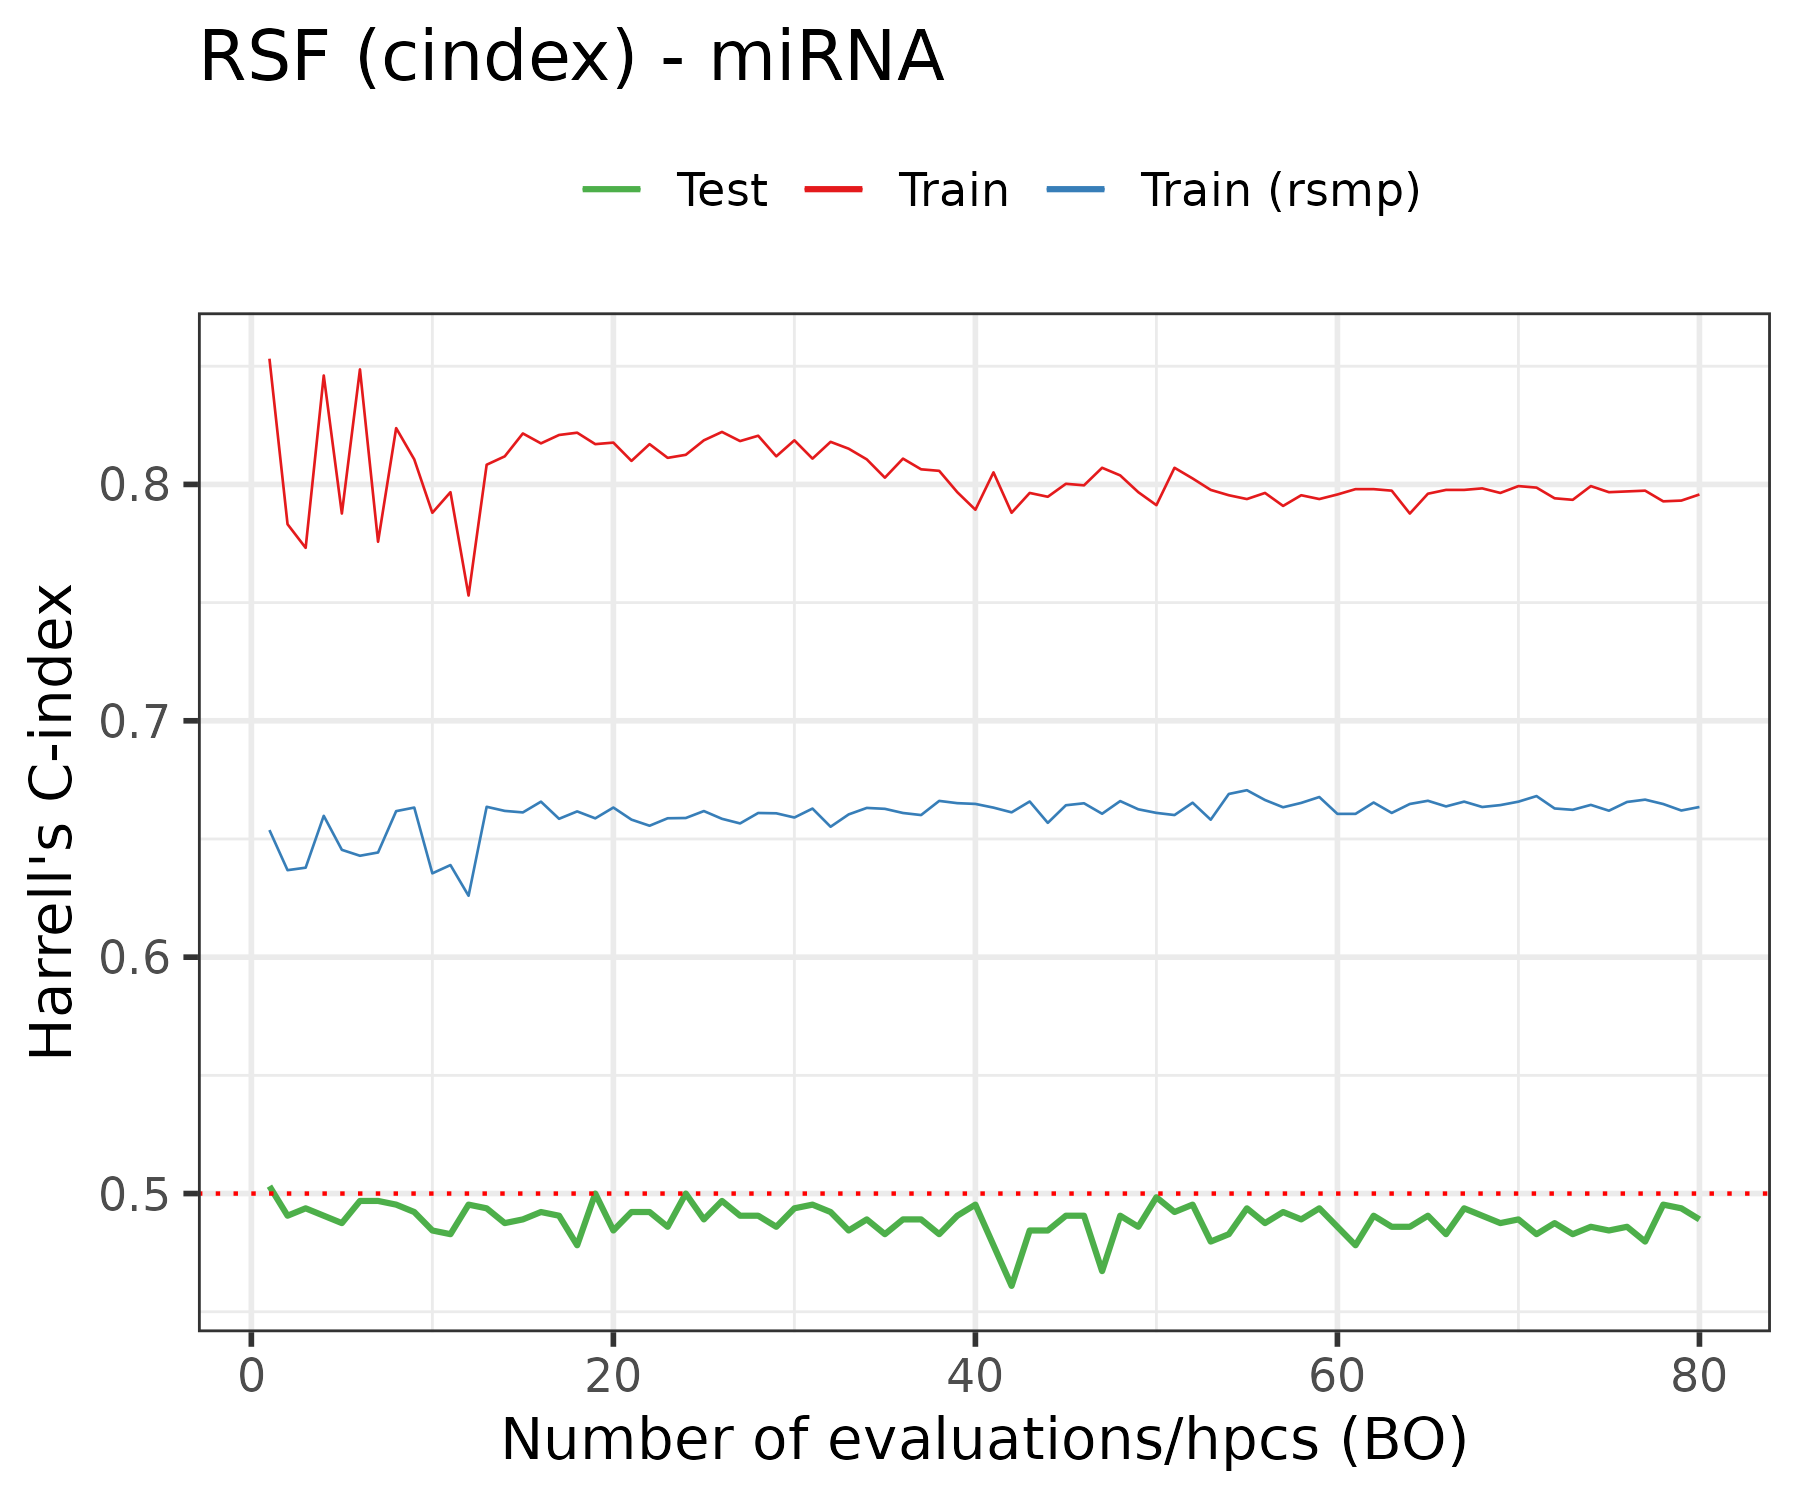 RSF (cindex) - miRNA
Test Train Train (rsmp)
Harrell's C-index
0.8
0.7
0.6
0.5
0 20 40 60 80
Number of evaluations/hpcs (BO)